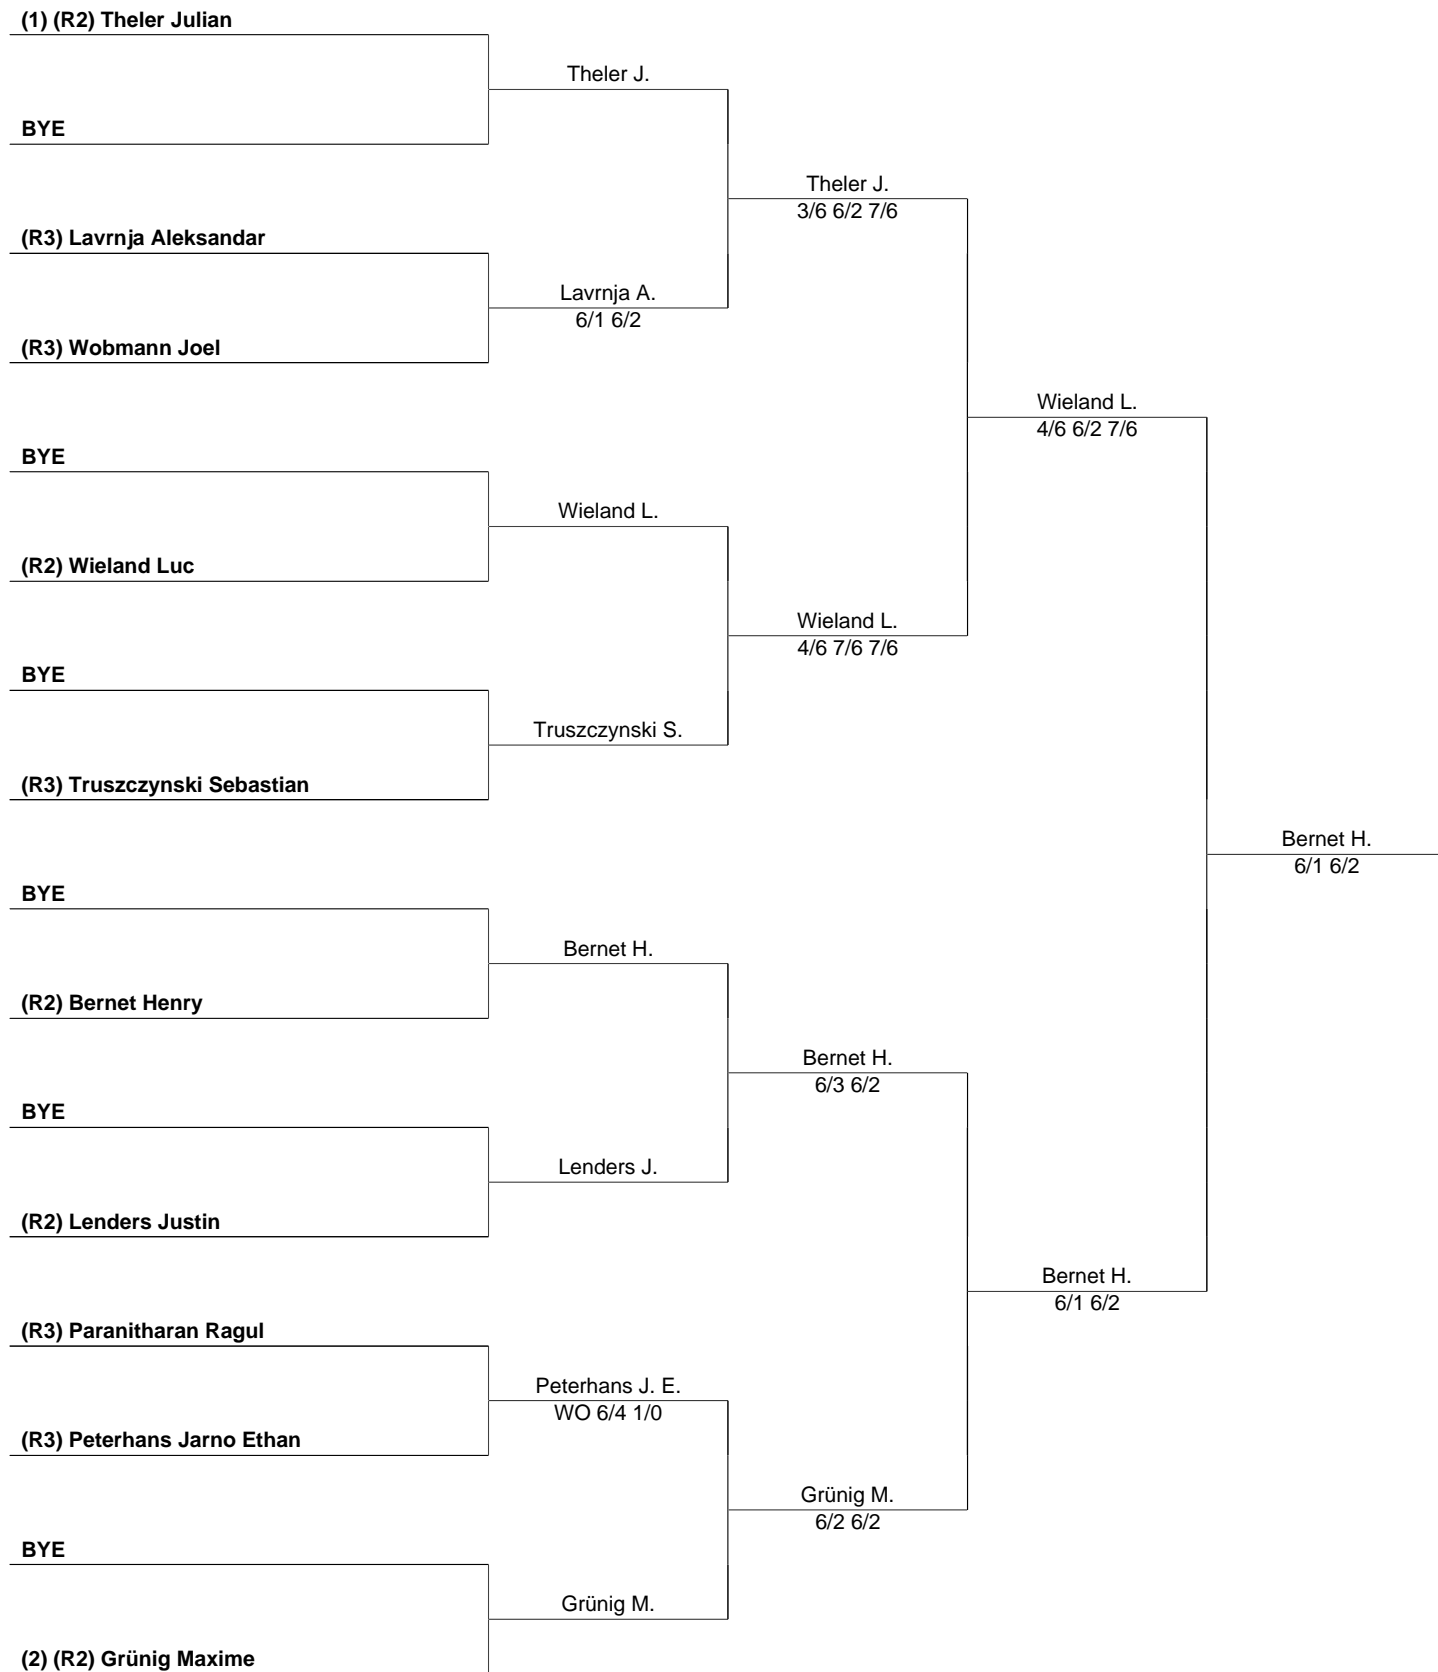 (1) (R2) Theler Julian
Theler J.
BYE
Theler J.
3/6 6/2 7/6
(R3) Lavrnja Aleksandar
Lavrnja A.
6/1 6/2
(R3) Wobmann Joel
Wieland L.
4/6 6/2 7/6
BYE
Wieland L.
(R2) Wieland Luc
Wieland L.
4/6 7/6 7/6
BYE
Truszczynski S.
(R3) Truszczynski Sebastian
Bernet H.
6/1 6/2
BYE
Bernet H.
(R2) Bernet Henry
Bernet H.
6/3 6/2
BYE
Lenders J.
(R2) Lenders Justin
Bernet H.
6/1 6/2
(R3) Paranitharan Ragul
Peterhans J. E.
WO 6/4 1/0
(R3) Peterhans Jarno Ethan
Grünig M.
6/2 6/2
BYE
Grünig M.
(2) (R2) Grünig Maxime